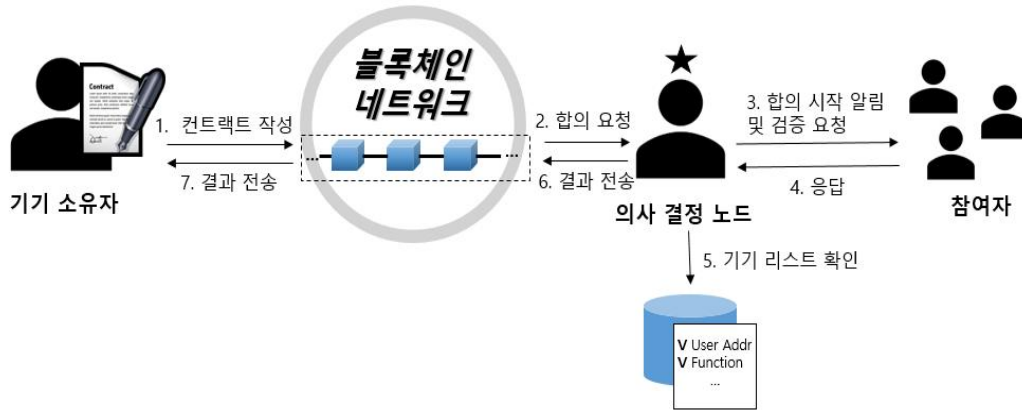 블록체인
네트워크
Contract
1. 컨트랙트 작성
7. 결과 전송
기기 소유자
...
...
2. 합의 요청
6. 결과 전송
의사 결정 노드
3. 합의 시작 알림
및 검증 요청
4. 응답
참여자
5. 기기 리스트 확인
V User Addr
V Function
...